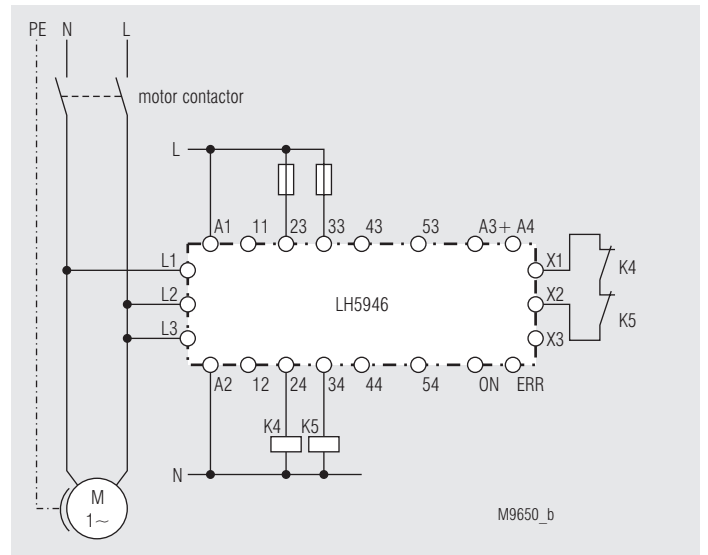 PE N L
motor contactor
L
A1 11 23 33 43 53 A3+ A4
L1 X1
K4
L2 LH5946 X2
K5
L3 X3
A2 12 24 34 44 54 ON ERR
K4 K5
N
M
1~
M9650_b